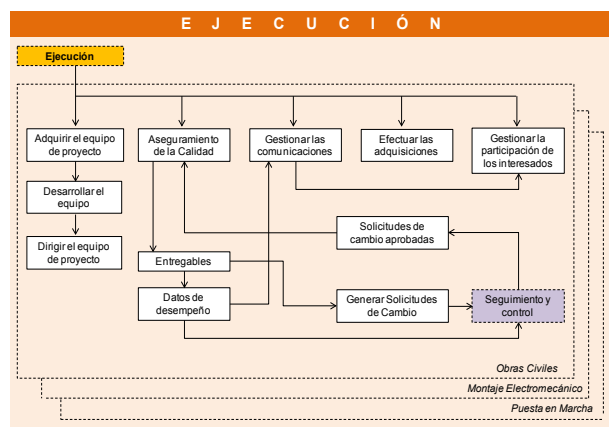 E J E C U C I Ó N
Ejecución
Adquirir el equipo
de proyecto
Aseguramiento
de la Calidad
Gestionar las
comunicaciones
Efectuar las
adquisiciones
Gestionar la
participación de
los interesados
Desarrollar el
equipo
Dirigir el equipo
de proyecto
Solicitudes de
cambio aprobadas
Entregables
Datos de
desempeño
Generar Solicitudes
de Cambio
Seguimiento y
control
Obras Civiles
Montaje Electromecánico
Puesta en Marcha